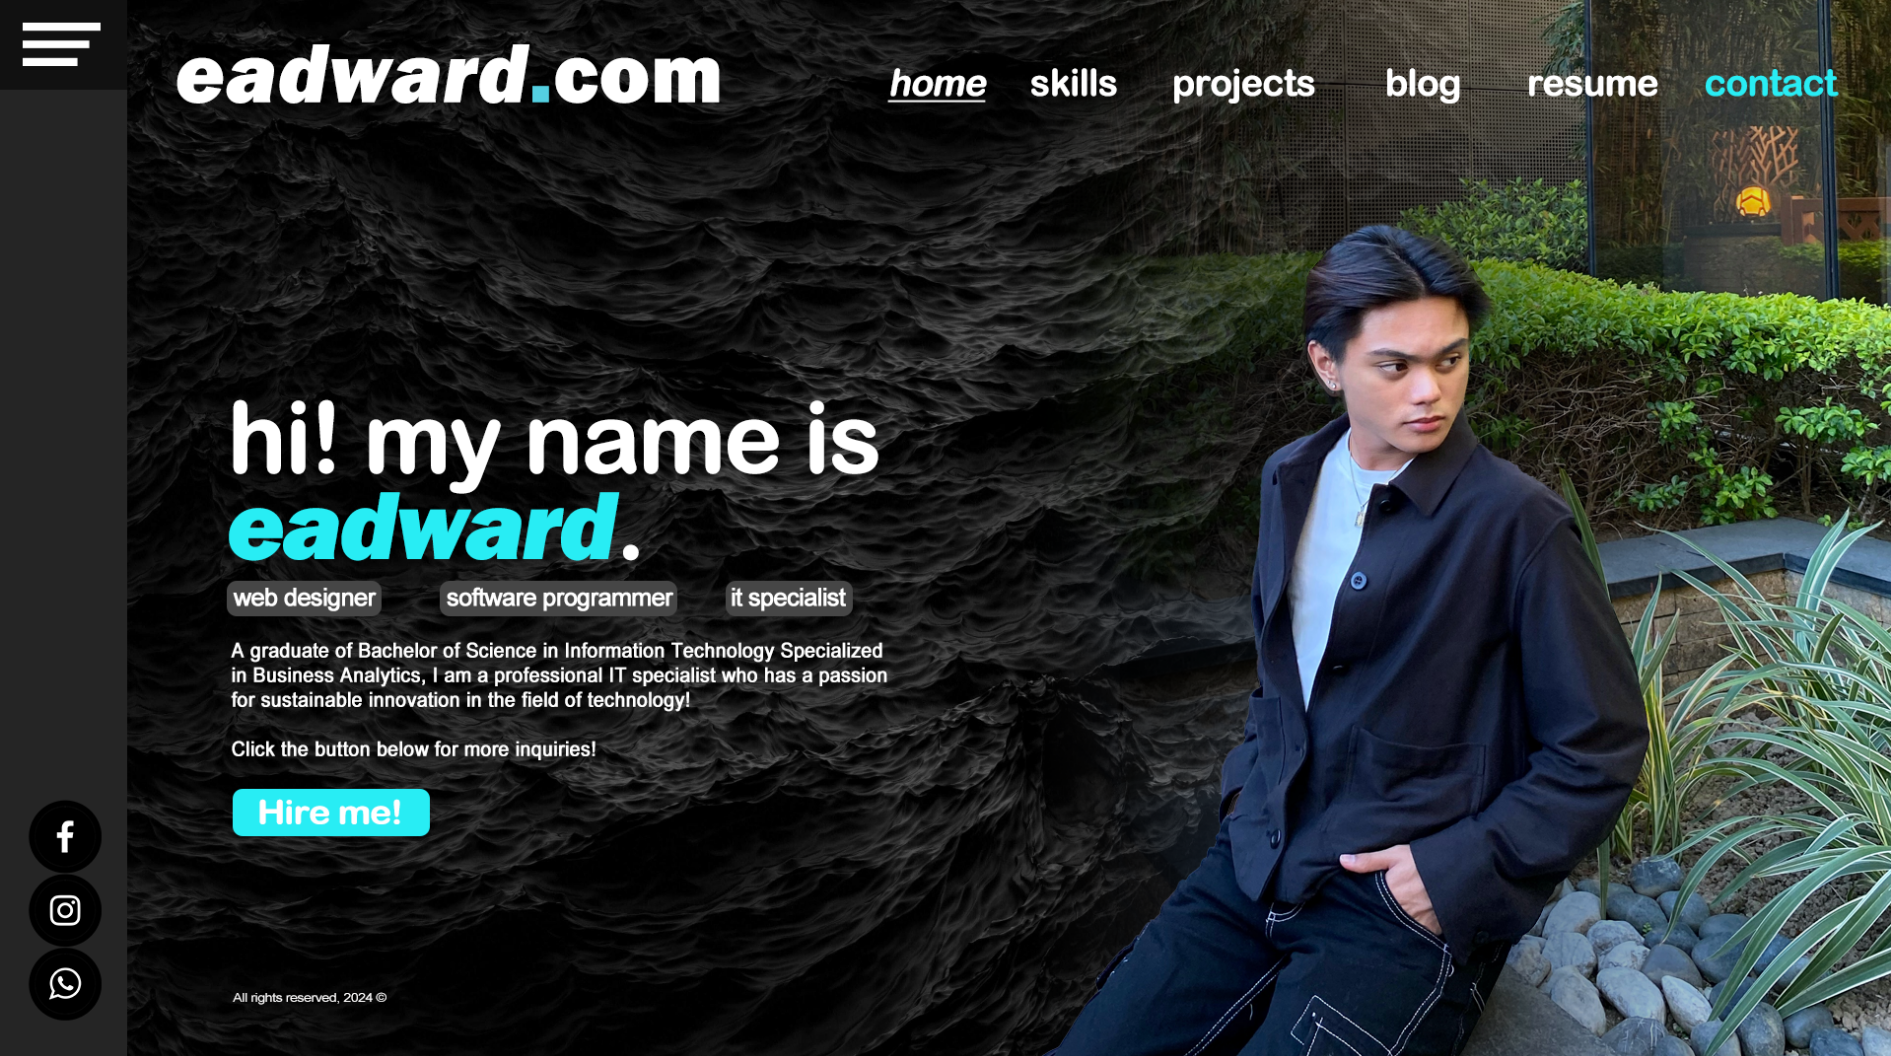 eadward.com
home skills projects blog resume contact
hi! my name is
eadward.
web designer software programmer it specialist
A graduate of Bachelor of Science in Information Technology Specialized
in Business Analytics, I am a professional IT specialist who has a passion
for sustainable innovation in the field of technology!
Click the button below for more inquiries!
Hire me!
All rights reserved, 2024 ©